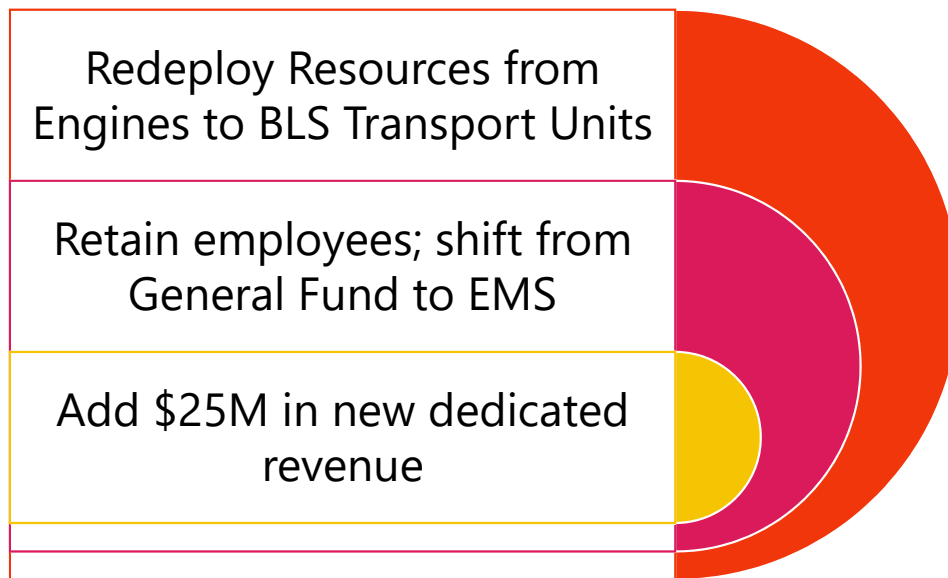 Redeploy Resources from
Engines to BLS Transport Units
Retain employees; shift from
General Fund to EMS
Add $25M in new dedicated
revenue